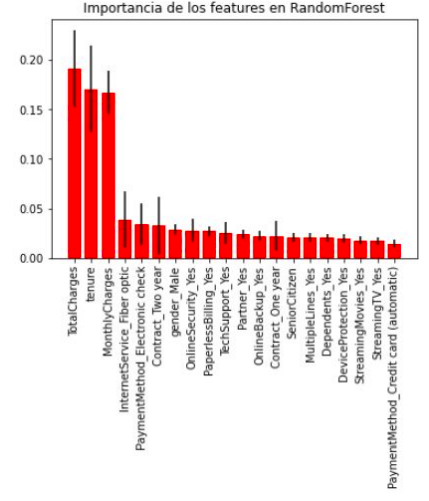 Importancia de los features en RandomForest
0.20
0.15
0.10
0.05
0.00
TotalCharges
tenure
MonthlyCharges
InternetService_Fiber optic
PaymentMethod_Electronic check
Contract_Two year
gender_Male
OnlineSecurity_Yes
PaperlessBilling_Yes
TechSupport_Yes
Partner_Yes
OnlineBackup_Yes
Contract_One year
SeniorCitizen
MultipleLines_Yes
Dependents_Yes
DeviceProtection_Yes
StreamingMovies_Yes
StreamingTV_Yes
PaymentMethod_Credit card (automatic)